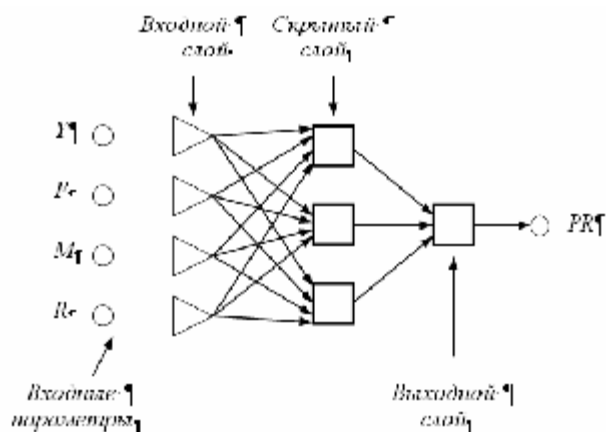 Входной ¶
слой
Скрытый ¶
слой¶
Y¶
M¶
R
PR¶
Входные ¶
параметры¶
Выходной ¶
слой¶